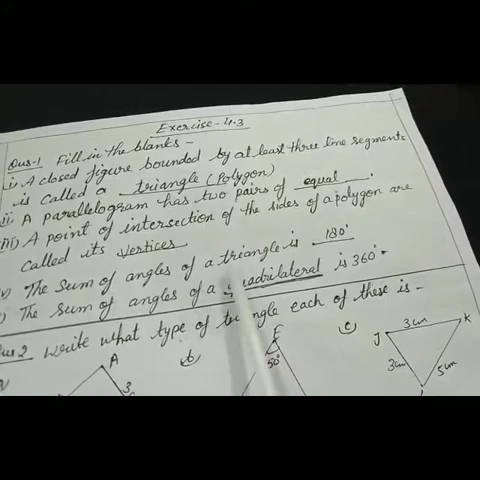 Exercise-4.3
Ques-1 Fill in the blanks -
i) A closed figure bounded by at least three line segments
is called a triangle (Polygon)
ii) A parallelogram has two pairs of equal.
iii) A point of intersection of the sides of a polygon are
called its vertices
The sum of angles of a triangle is 180°
The sum of angles of a quadrilateral is 360°.
2 Write what type of triangle each of these is -
A
b)
E
50°
c)
J
3cm
K
3cm
5cm